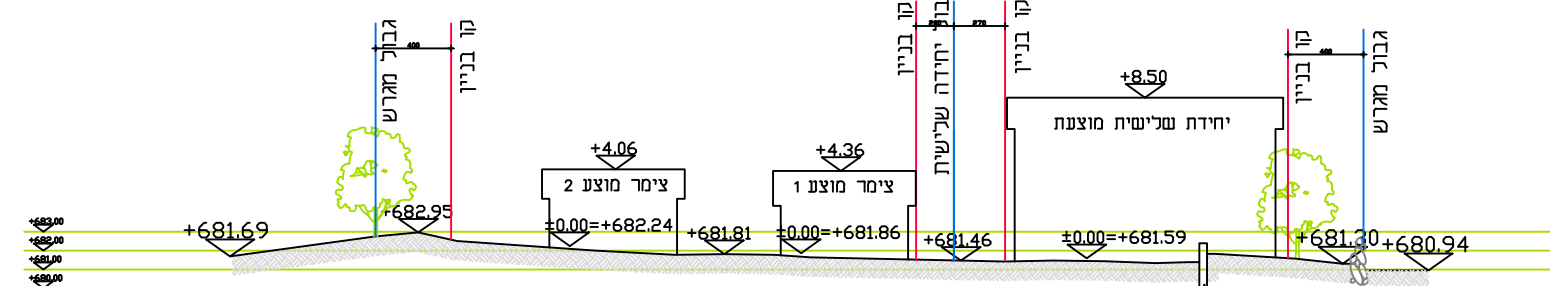 גבול מגרש
קו בניין
400
קו בניין
גבול יחידה שלישית
270
קו בניין
קו בניין
400
גבול מגרש
+8.50
יחידת שלישית מוצעת
+4.06
צימר מוצע 2
+4.36
צימר מוצע 1
+683.00
+682.00
+681.00
+680.00
+681.69
+682.95
±0.00=+682.24
+681.81
±0.00=+681.86
+681.46
±0.00=+681.59
+680.94